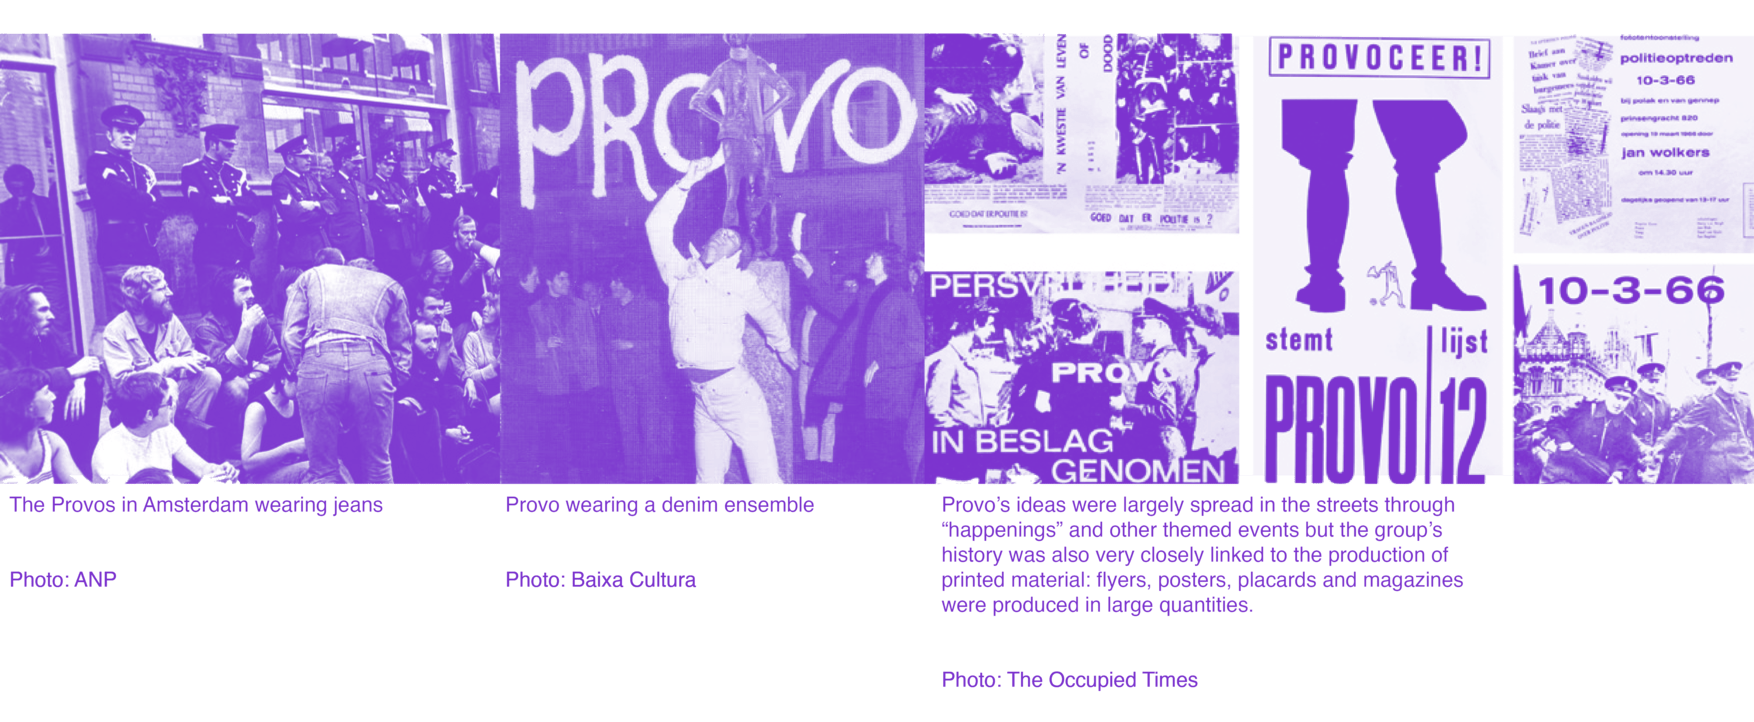 PROVO
'N KWESTIE VAN LEVEN
OF
DOOD
GOED DAT ER POLITIE IS?
GOED DAT ER POLITIE IS ?
PERSVRIJHEID
PROVO
IN BESLAG
GENOMEN
PROVOCEER!
stemt
lijst
PROVO 12
Brief aan
Kamer over
taak van
burgemees
Slaags met
de politie
fototentoonstelling
politieoptreden
10-3-66
bij polak en van gennep
prinsengracht 820
opening 19 maart 1966 door
jan wolkers
om 14.30 uur
dagelijks geopend van 13-17 uur
10-3-66
The Provos in Amsterdam wearing jeans
Photo: ANP
Provo wearing a denim ensemble
Photo: Baixa Cultura
Provo’s ideas were largely spread in the streets through
“happenings” and other themed events but the group’s
history was also very closely linked to the production of
printed material: flyers, posters, placards and magazines
were produced in large quantities.
Photo: The Occupied Times